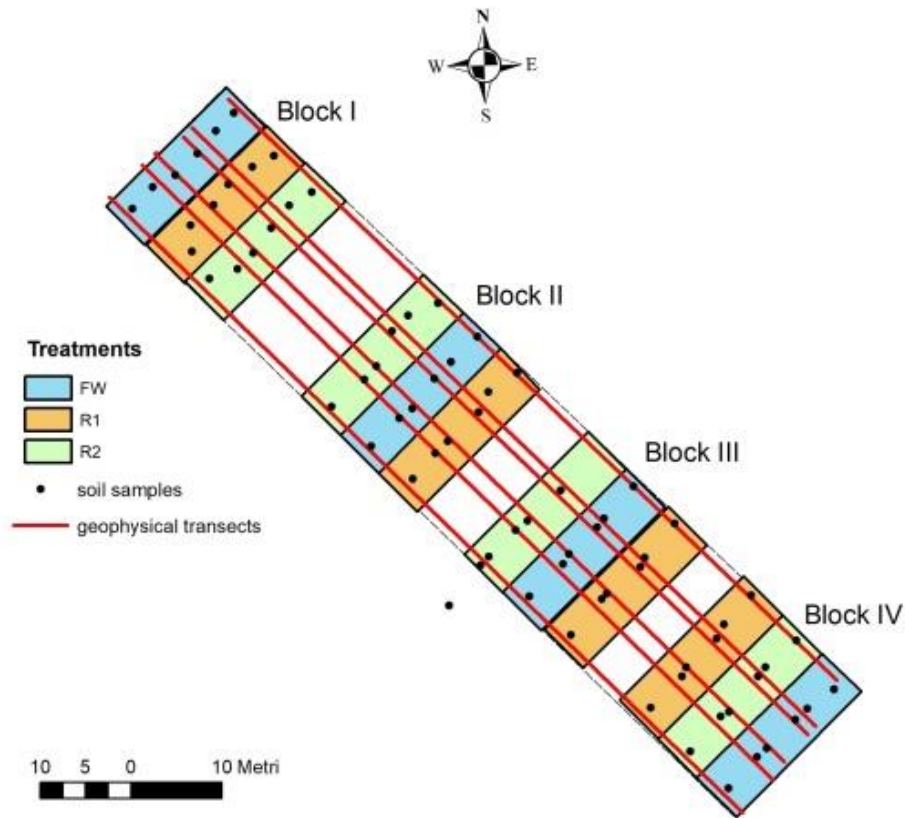 N
W E
S
Block I
Block II
Block III
Block IV
Treatments
FW
R1
R2
soil samples
geophysical transects
10 5 0 10 Metri